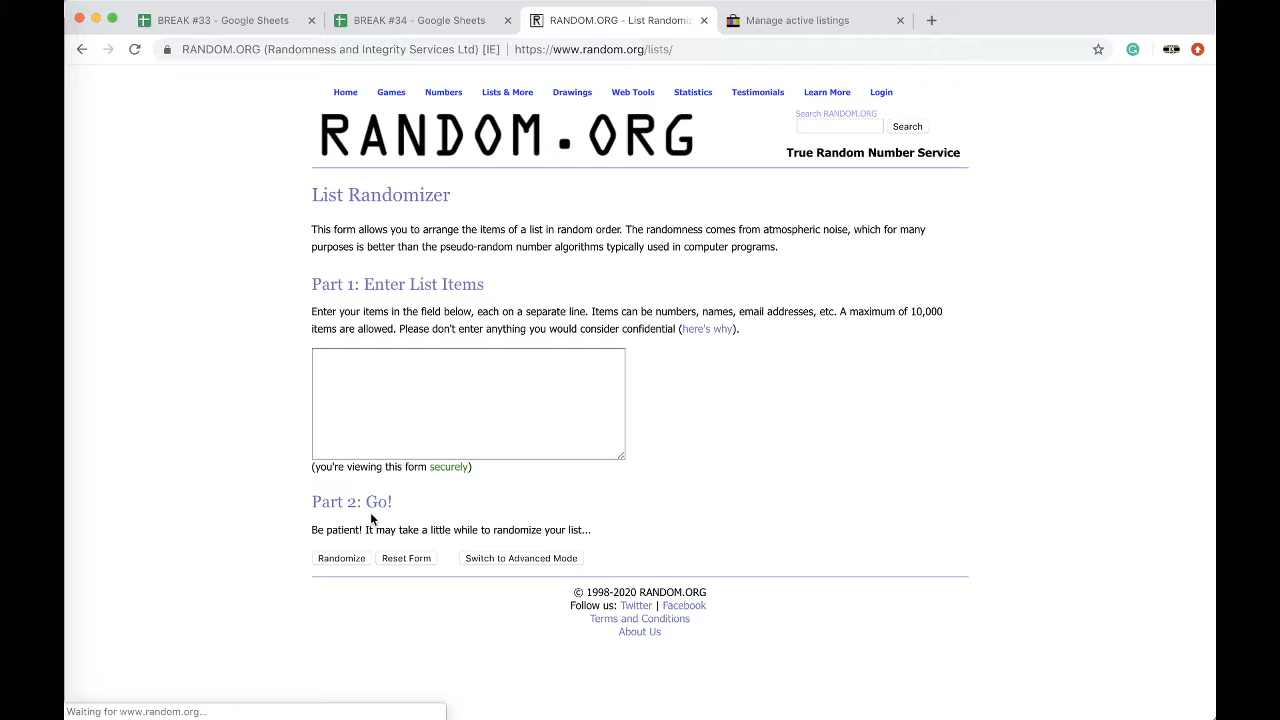 BREAK #33 - Google Sheets
BREAK #34 - Google Sheets
RANDOM.ORG - List Randomiz
Manage active listings
RANDOM.ORG (Randomness and Integrity Services Ltd) [IE] | https://www.random.org/lists/
Home Games Numbers Lists & More Drawings Web Tools Statistics Testimonials Learn More Login
RANDOM.ORG
Search RANDOM.ORG
Search
True Random Number Service
List Randomizer
This form allows you to arrange the items of a list in random order. The randomness comes from atmospheric noise, which for many
purposes is better than the pseudo-random number algorithms typically used in computer programs.
Part 1: Enter List Items
Enter your items in the field below, each on a separate line. Items can be numbers, names, email addresses, etc. A maximum of 10,000
items are allowed. Please don't enter anything you would consider confidential (here's why).
(you're viewing this form securely)
Part 2: Go!
Be patient! It may take a little while to randomize your list...
Randomize Reset Form Switch to Advanced Mode
© 1998-2020 RANDOM.ORG
Follow us: Twitter | Facebook
Terms and Conditions
About Us
Waiting for www.random.org...